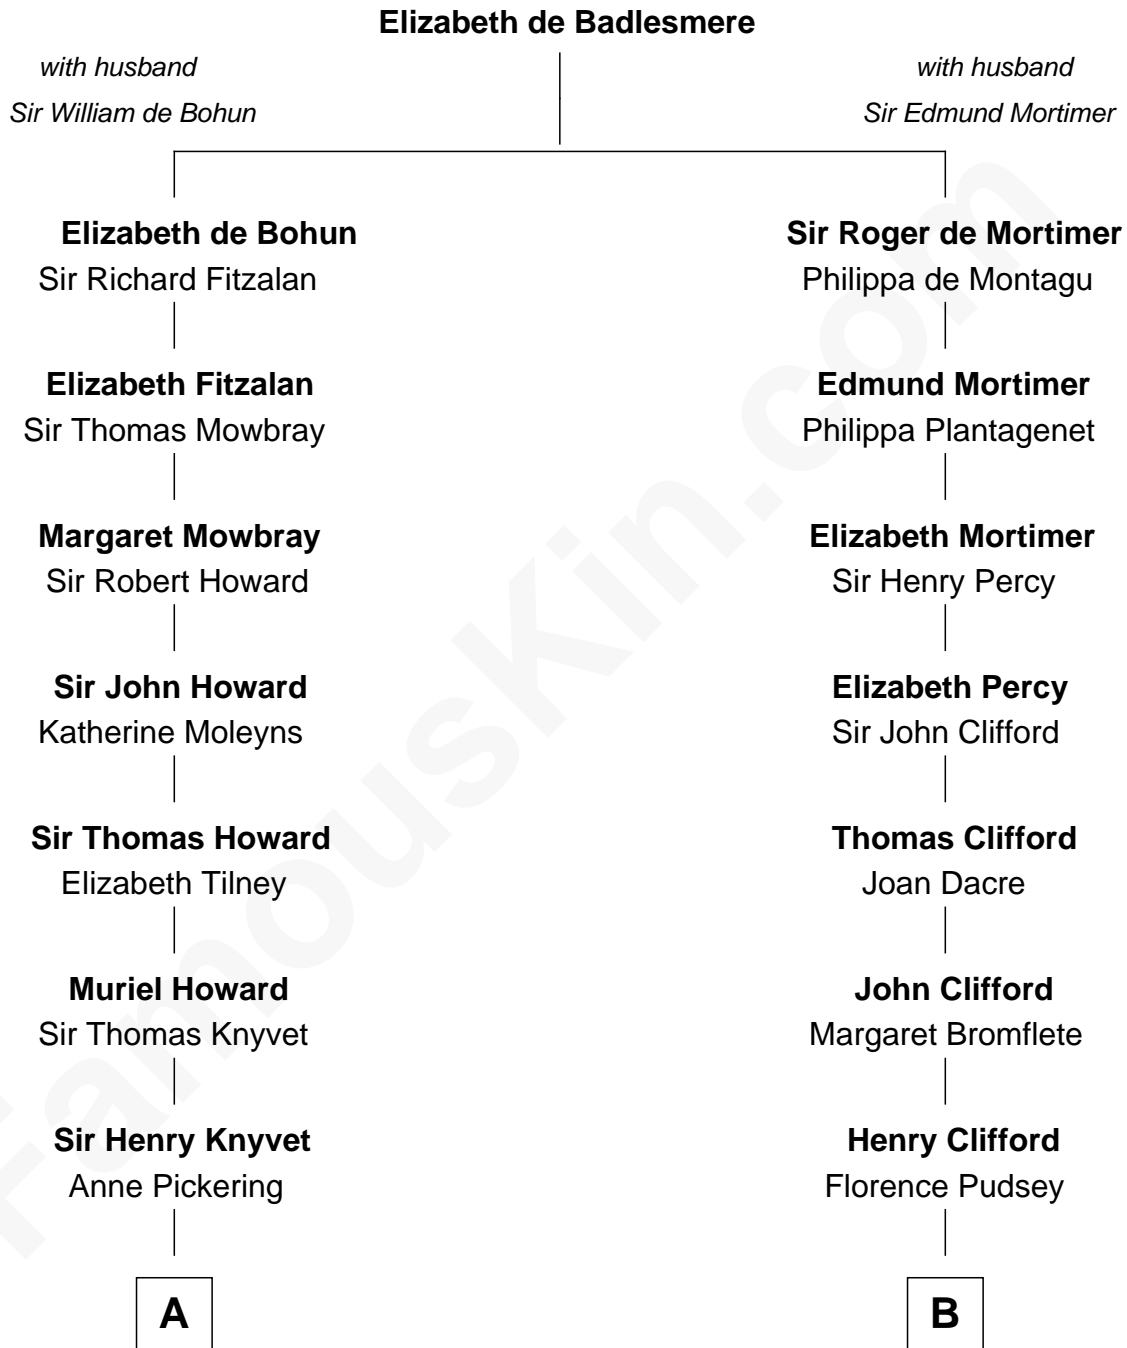 Elizabeth de Badlesmere
with husband
Sir William de Bohun
with husband
Sir Edmund Mortimer
Elizabeth de Bohun
Sir Richard Fitzalan
Elizabeth Fitzalan
Sir Thomas Mowbray
Margaret Mowbray
Sir Robert Howard
Sir John Howard
Katherine Moleyns
Sir Thomas Howard
Elizabeth Tilney
Muriel Howard
Sir Thomas Knyvet
Sir Henry Knyvet
Anne Pickering
A
Sir Roger de Mortimer
Philippa de Montagu
Edmund Mortimer
Philippa Plantagenet
Elizabeth Mortimer
Sir Henry Percy
Elizabeth Percy
Sir John Clifford
Thomas Clifford
Joan Dacre
John Clifford
Margaret Bromflete
Henry Clifford
Florence Pudsey
B
FamousKin.com